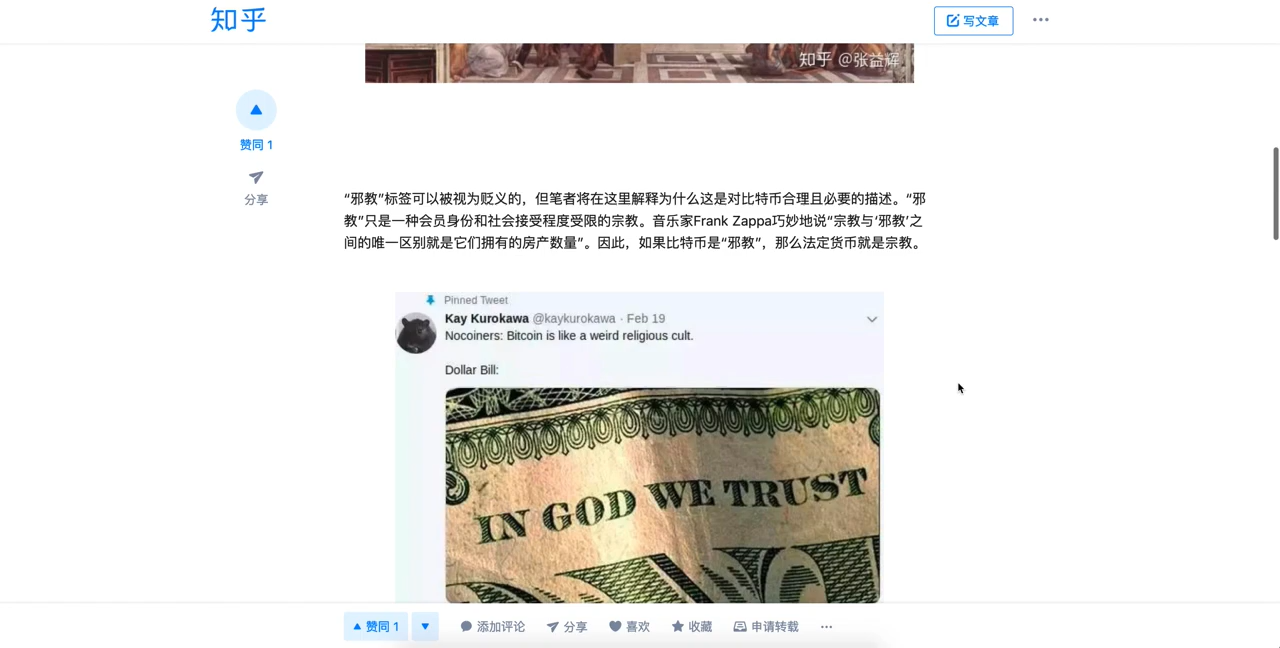 知乎
写文章
知乎 @张益辉
赞同 1
分享
“邪教”标签可以被视为贬义的，但笔者将在这里解释为什么这是对比特币合理且必要的描述。“邪
教”只是一种会员身份和社会接受程度受限的宗教。音乐家Frank Zappa巧妙地说“宗教与‘邪教’之
间的唯一区别就是它们拥有的房产数量”。因此，如果比特币是“邪教”，那么法定货币就是宗教。
Pinned Tweet
Kay Kurokawa @kaykurokawa · Feb 19
Nocoiners: Bitcoin is like a weird religious cult.
Dollar Bill:
IN GOD WE TRUST
赞同 1 添加评论 分享 喜欢 收藏 申请转载